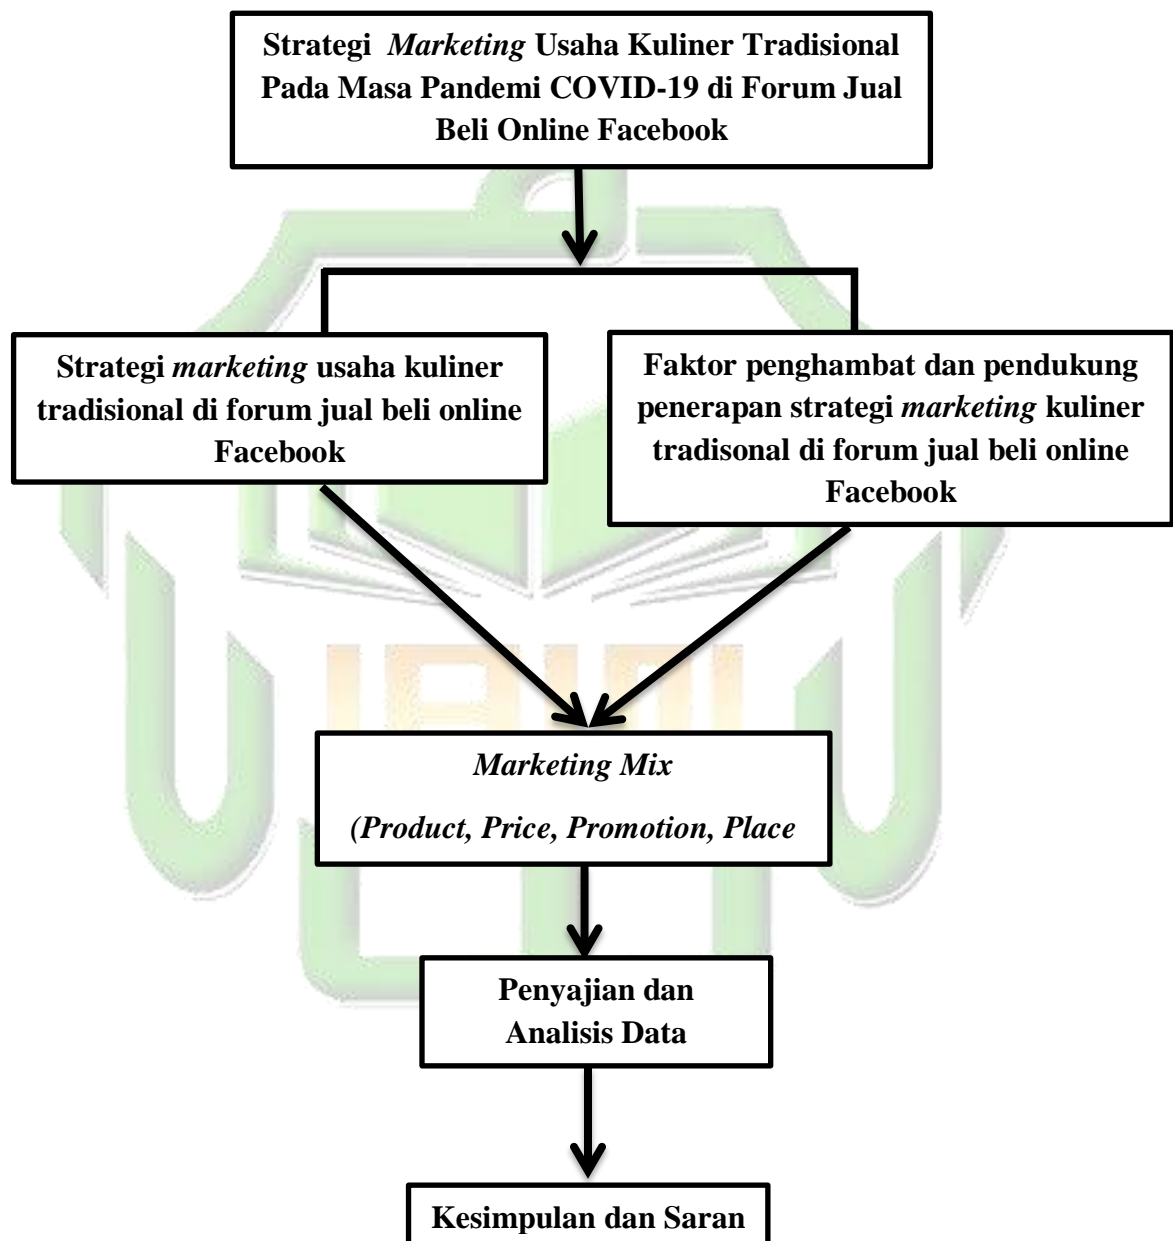 Strategi Marketing Usaha Kuliner Tradisional
Pada Masa Pandemi COVID-19 di Forum Jual
Beli Online Facebook
Strategi marketing usaha kuliner
tradisional di forum jual beli online
Facebook
Faktor penghambat dan pendukung
penerapan strategi marketing kuliner
tradisonal di forum jual beli online
Facebook
Marketing Mix
(Product, Price, Promotion, Place
Penyajian dan
Analisis Data
Kesimpulan dan Saran